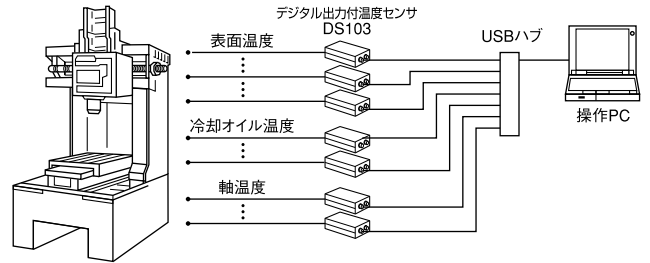 デジタル出力付温度センサ
DS103
表面温度
USBハブ
操作PC
冷却オイル温度
軸温度